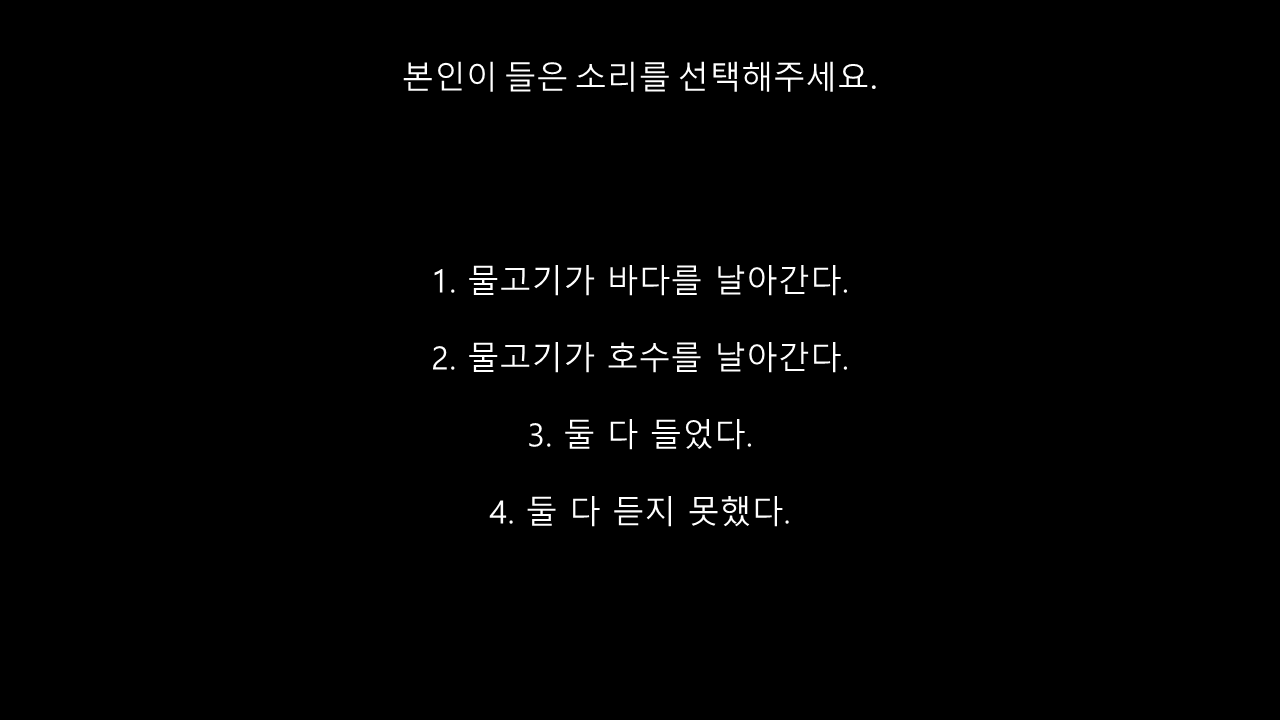 본인이 들은 소리를 선택해주세요.
1. 물고기가 바다를 날아간다.
2. 물고기가 호수를 날아간다.
3. 둘 다 들었다.
4. 둘 다 듣지 못했다.